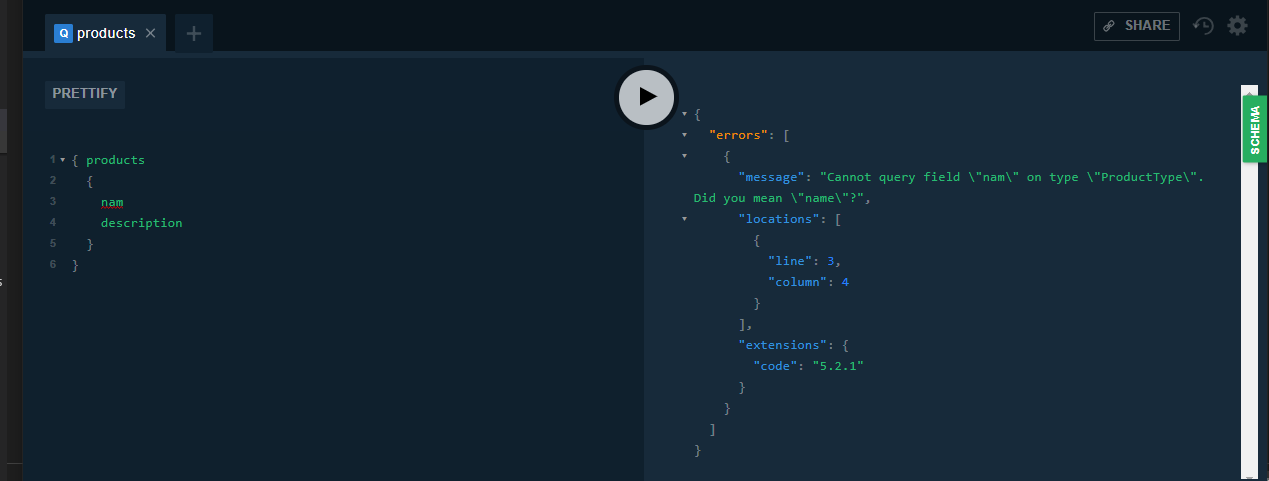 Q products ×
+
SHARE
PRETTIFY
SCHEMA
1 { products
2 {
3 nam
4 description
5 }
6 }
{
"errors": [
{
"message": "Cannot query field \"nam\" on type \"ProductType\".
Did you mean \"name\"?",
"locations": [
{
"line": 3,
"column": 4
}
],
"extensions": {
"code": "5.2.1"
}
}
]
}